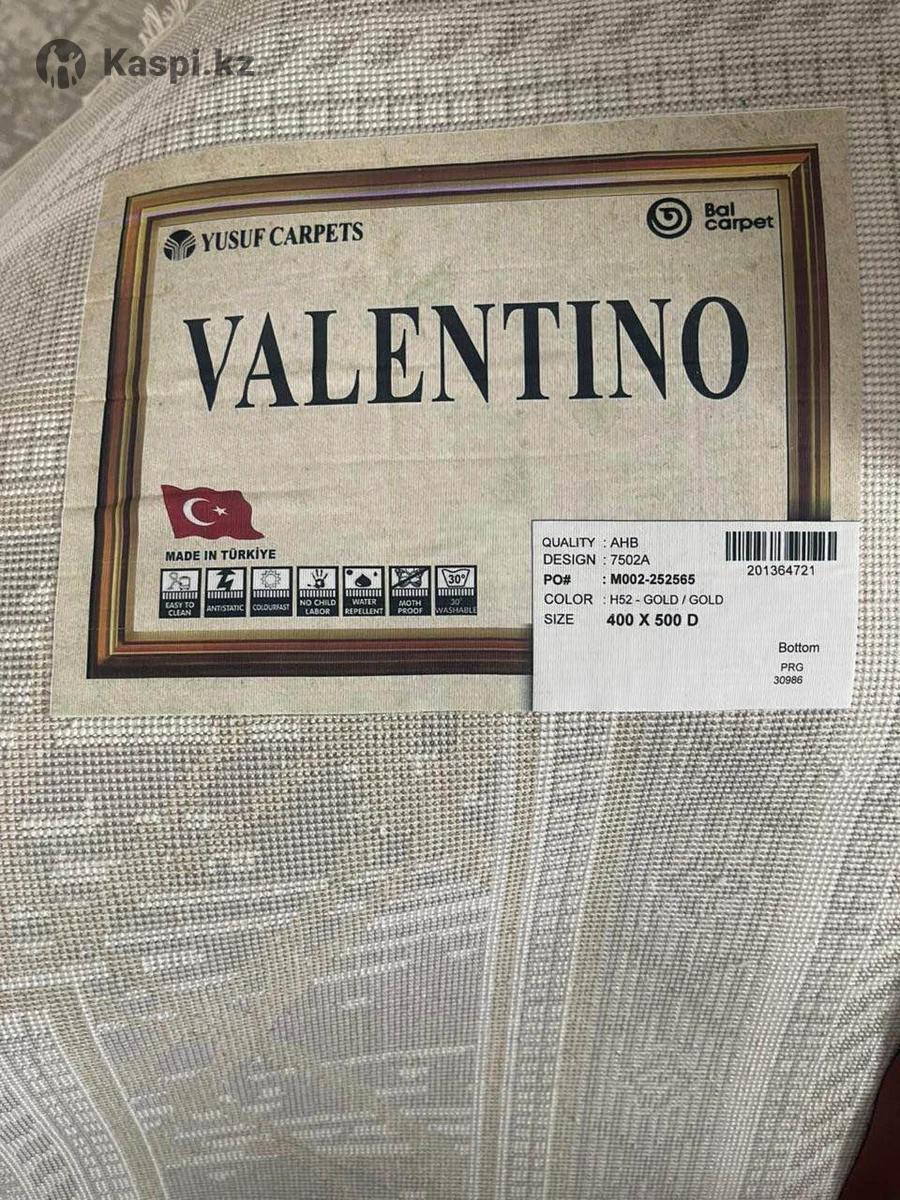 Kaspi.kz
YUSUF CARPETS
Bal
carpet
VALENTINO
MADE IN TÜRKİYE
EASY TO
CLEAN
ANTISTATIC
COLOURFAST
NO CHILD
LABOR
WATER
REPELLENT
MOTH
PROOF
30°
30°
WASHABLE
QUALITY : AHB
DESIGN : 7502A
PO# : M002-252565
COLOR : H52 - GOLD / GOLD
SIZE 400 X 500 D
201364721
Bottom
PRG
30986